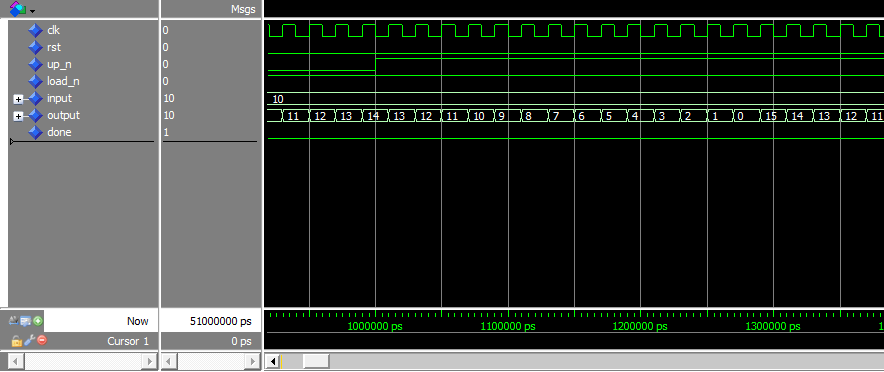 Msgs
clk 0
rst 0
up_n 0
load_n 0
input 10 10
output 10 11 12 13 14 13 12 11 10 9 8 7 6 5 4 3 2 1 0 15 14 13 12 11
done 1
Now 51000000 ps 1000000 ps 1100000 ps 1200000 ps 1300000 ps
Cursor 1 0 ps